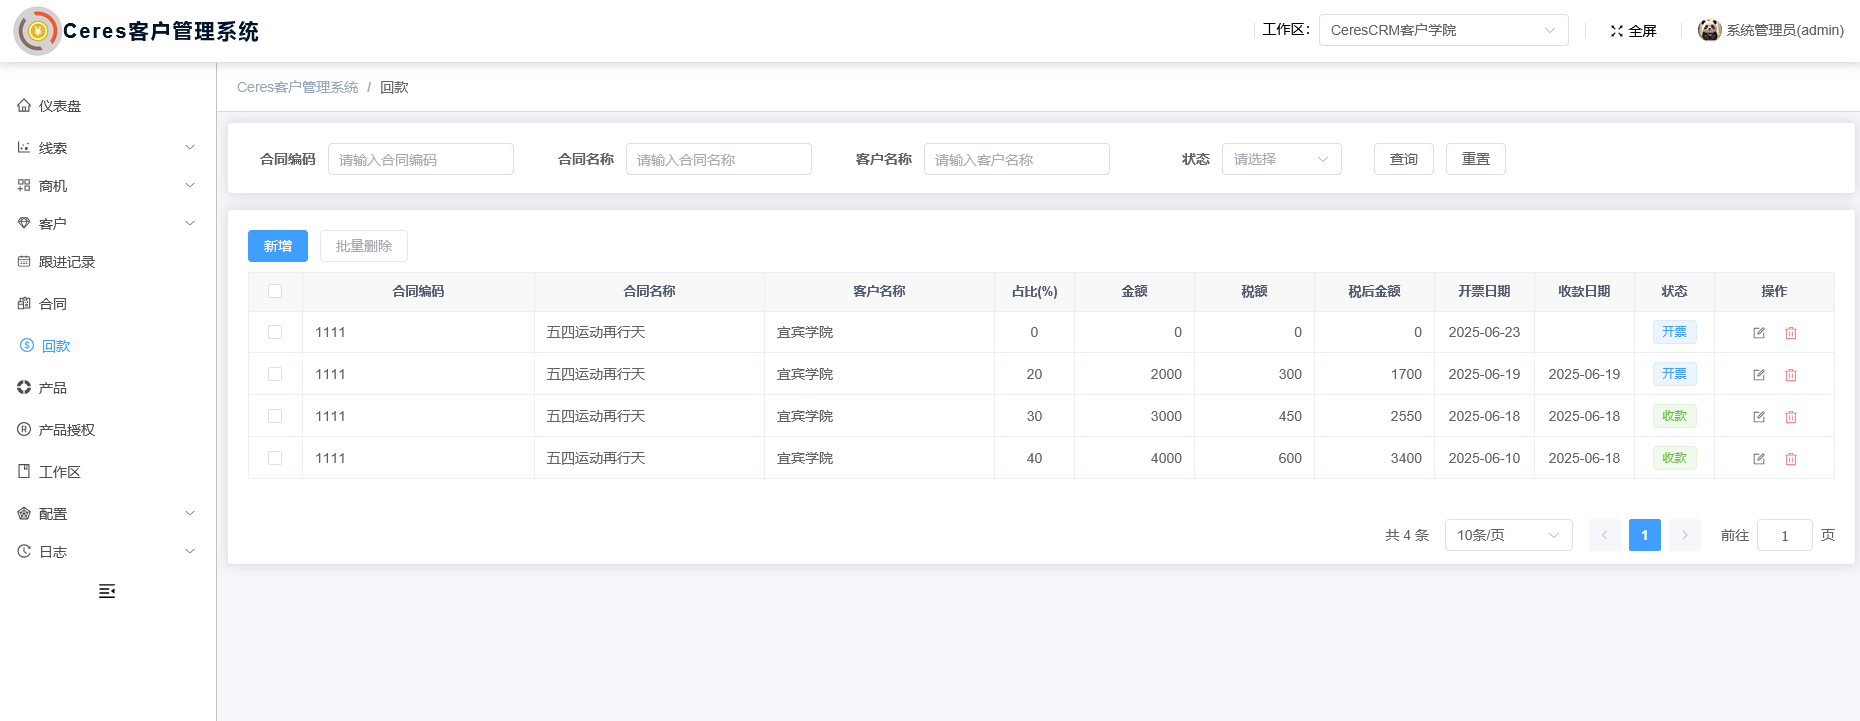 Ceres客户管理系统
工作区：
CeresCRM客户学院
全屏
系统管理员(admin)
仪表盘
线索
商机
客户
跟进记录
合同
回款
产品
产品授权
工作区
配置
日志
Ceres客户管理系统 / 回款
合同编码 请输入合同编码 合同名称 请输入合同名称 客户名称 请输入客户名称 状态 请选择 查询 重置
新增 批量删除
合同编码 合同名称 客户名称 占比(%) 金额 税额 税后金额 开票日期 收款日期 状态 操作
1111 五四运动再行天 宜宾学院 0 0 0 0 2025-06-23 开票
1111 五四运动再行天 宜宾学院 20 2000 300 1700 2025-06-19 2025-06-19 开票
1111 五四运动再行天 宜宾学院 30 3000 450 2550 2025-06-18 2025-06-18 收款
1111 五四运动再行天 宜宾学院 40 4000 600 3400 2025-06-10 2025-06-18 收款
共 4 条 10条/页 1 前往 1 页